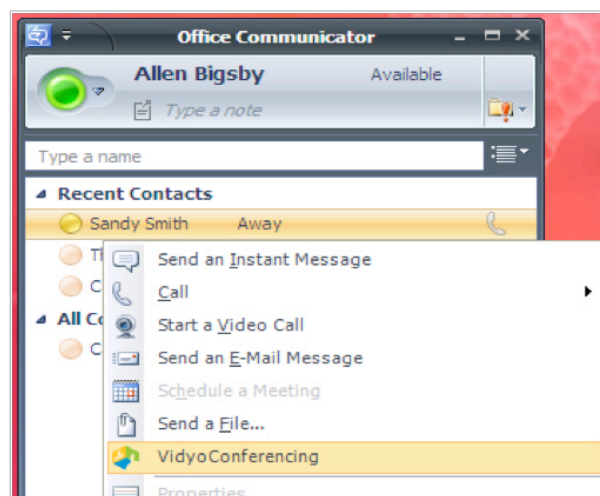 Office Communicator
Allen Bigsby Available
Type a note
Type a name
Recent Contacts
Sandy Smith Away
Send an Instant Message
Call
Start a Video Call
Send an E-Mail Message
All
Schedule a Meeting
Send a File...
VidyoConferencing
Properties